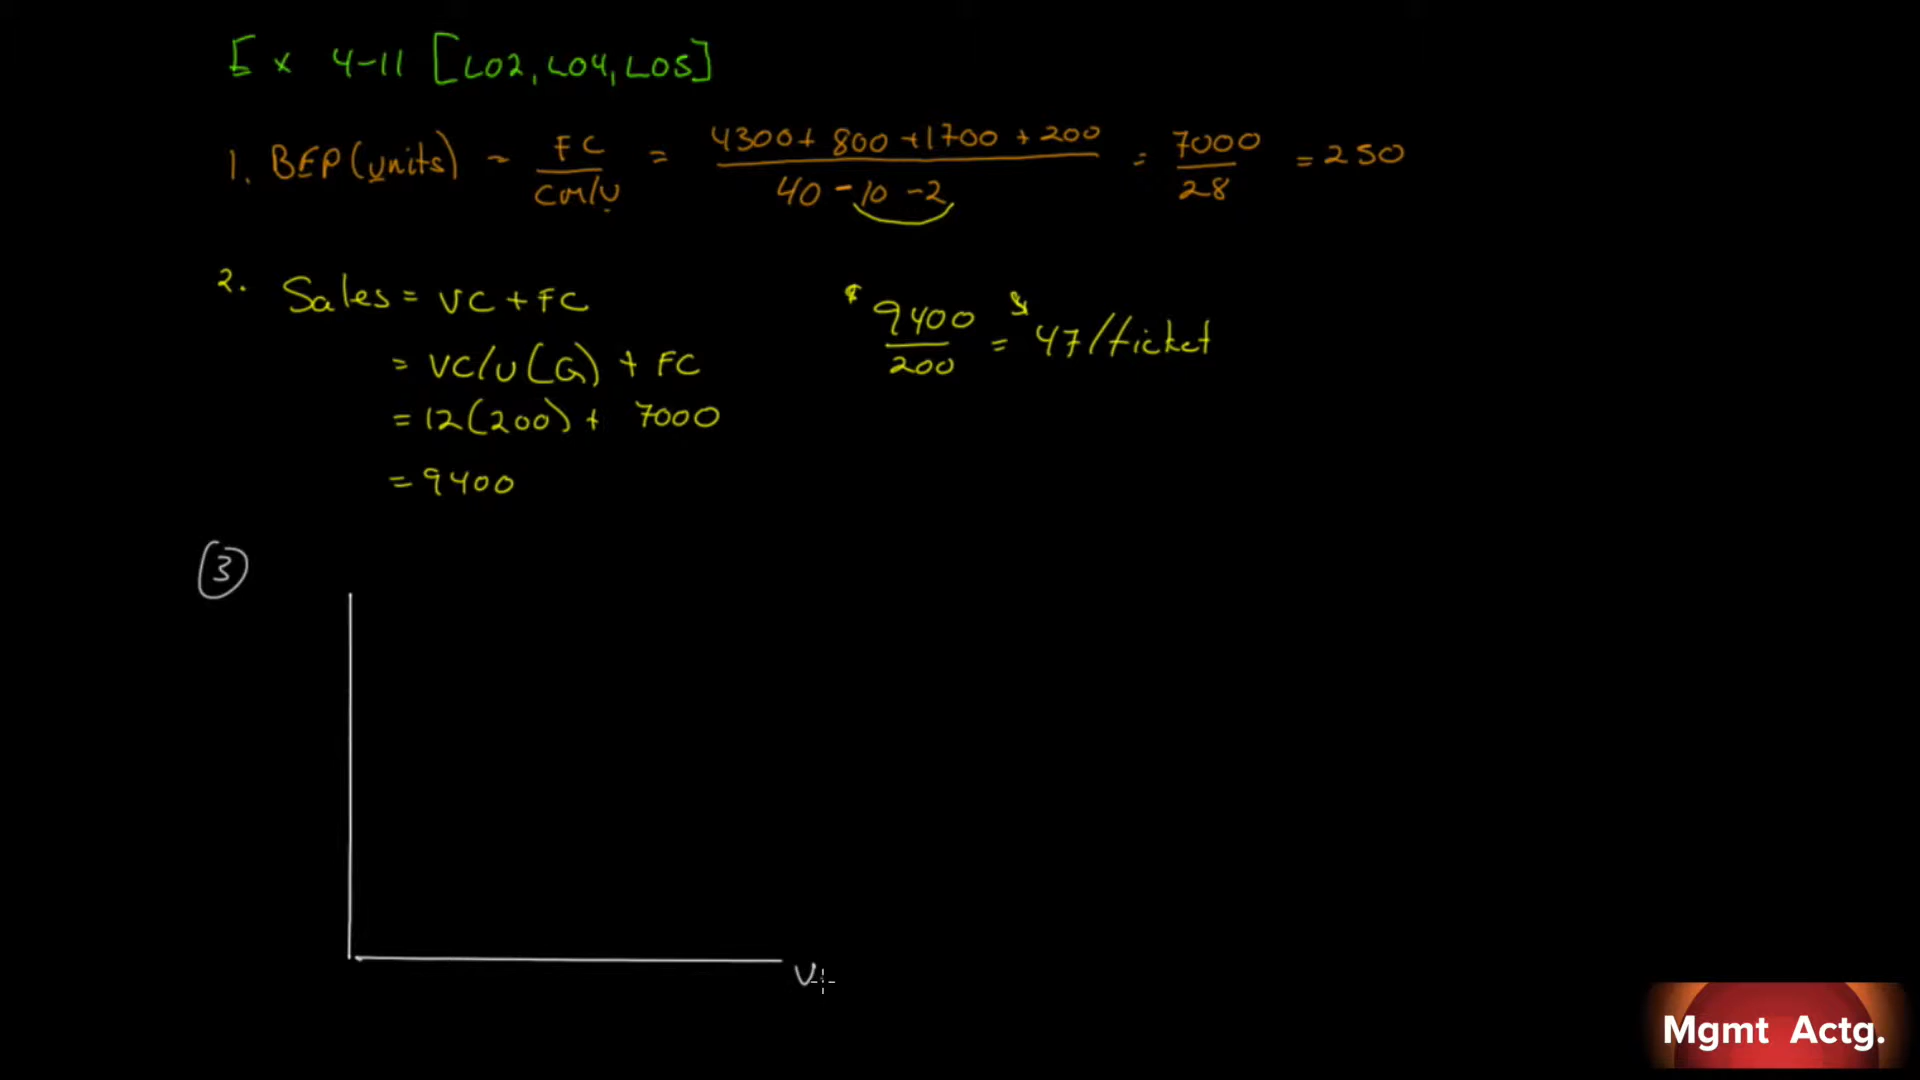 Ex 4-11 [LO2, LO4, LO5]
1. BEP(units) = FC / CM/U = 4300 + 800 + 1700 + 200 / 40 - 10 - 2 = 7000 / 28 = 250
2. Sales = VC + FC
= VC/U (Q) + FC
= 12(200) + 7000
= 9400
$ 9400 / 200 = $ 47/ticket
3
V
Mgmt Actg.